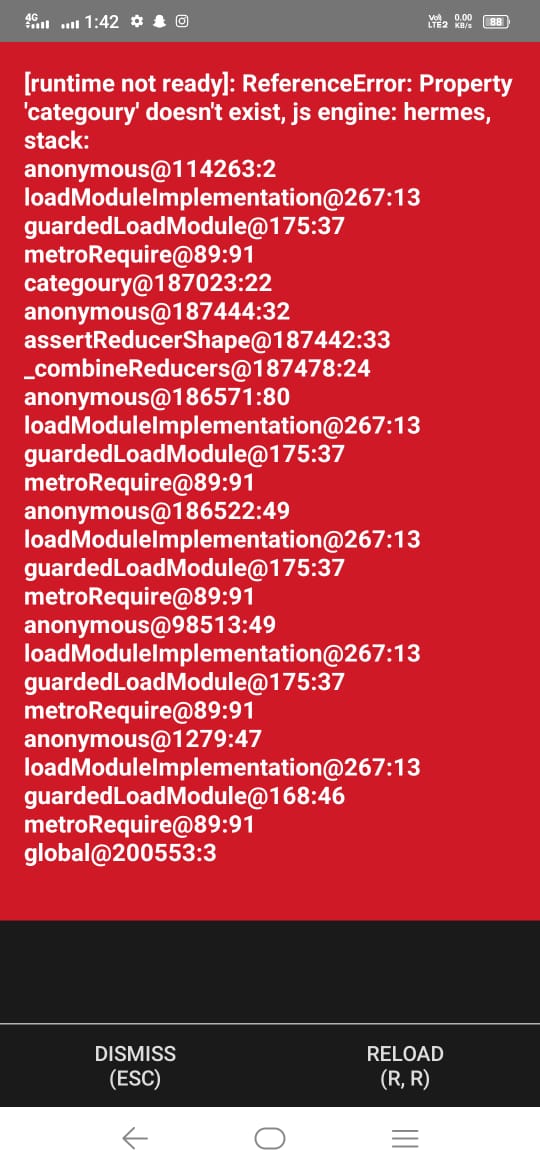 4G 1:42 Vo) 0.00 88
LTE2 KB/s
[runtime not ready]: ReferenceError: Property
'categoury' doesn't exist, js engine: hermes,
stack:
anonymous@114263:2
loadModuleImplementation@267:13
guardedLoadModule@175:37
metroRequire@89:91
categoury@187023:22
anonymous@187444:32
assertReducerShape@187442:33
_combineReducers@187478:24
anonymous@186571:80
loadModuleImplementation@267:13
guardedLoadModule@175:37
metroRequire@89:91
anonymous@186522:49
loadModuleImplementation@267:13
guardedLoadModule@175:37
metroRequire@89:91
anonymous@98513:49
loadModuleImplementation@267:13
guardedLoadModule@175:37
metroRequire@89:91
anonymous@1279:47
loadModuleImplementation@267:13
guardedLoadModule@168:46
metroRequire@89:91
global@200553:3
DISMISS RELOAD
(ESC) (R, R)